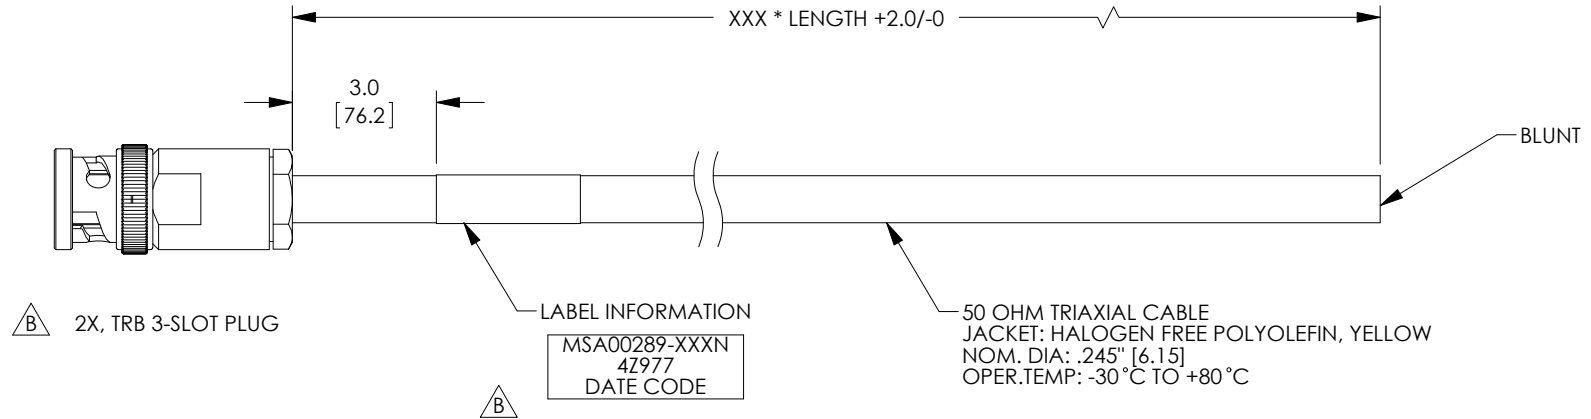 XXX * LENGTH +2.0/-0
3.0
[76.2]
BLUNT
B
2X, TRB 3-SLOT PLUG
LABEL INFORMATION
MSA00289-XXXN
4Z977
DATE CODE
B
50 OHM TRIAXIAL CABLE
JACKET: HALOGEN FREE POLYOLEFIN, YELLOW
NOM. DIA: .245" [6.15]
OPER.TEMP: -30°C TO +80°C